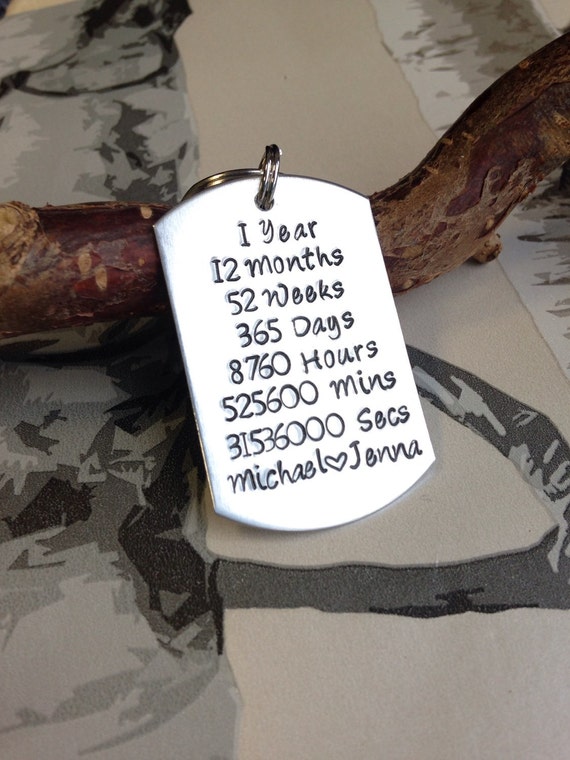 1 Year
12 Months
52 Weeks
365 Days
8760 Hours
525600 Mins
31536000 Secs
Michael♡Jenna